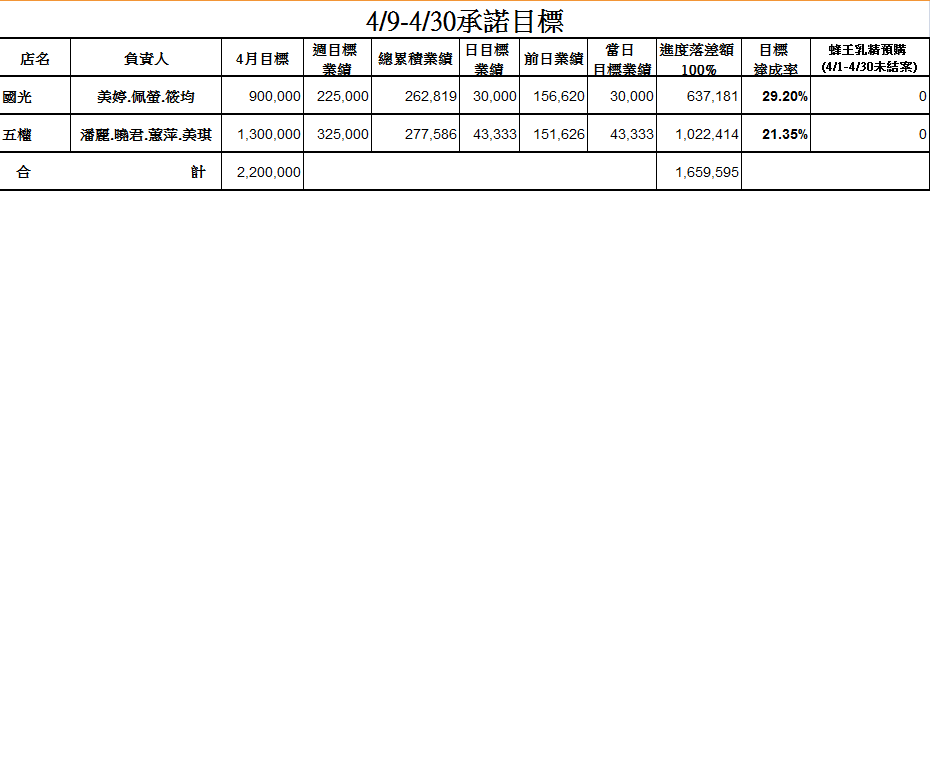 4/9-4/30承諾目標
店名 負責人 4月目標 週目標業績 總累積業績 日目標業績 前日業績 當日目標業績 進度落差額100% 目標達成率 蜂王乳精預購(4/1-4/30未結案)
國光 美婷.佩螢.筱均 900,000 225,000 262,819 30,000 156,620 30,000 637,181 29.20% 0
五權 潘麗.曉君.蕙萍.美琪 1,300,000 325,000 277,586 43,333 151,626 43,333 1,022,414 21.35% 0
合計 2,200,000 1,659,595